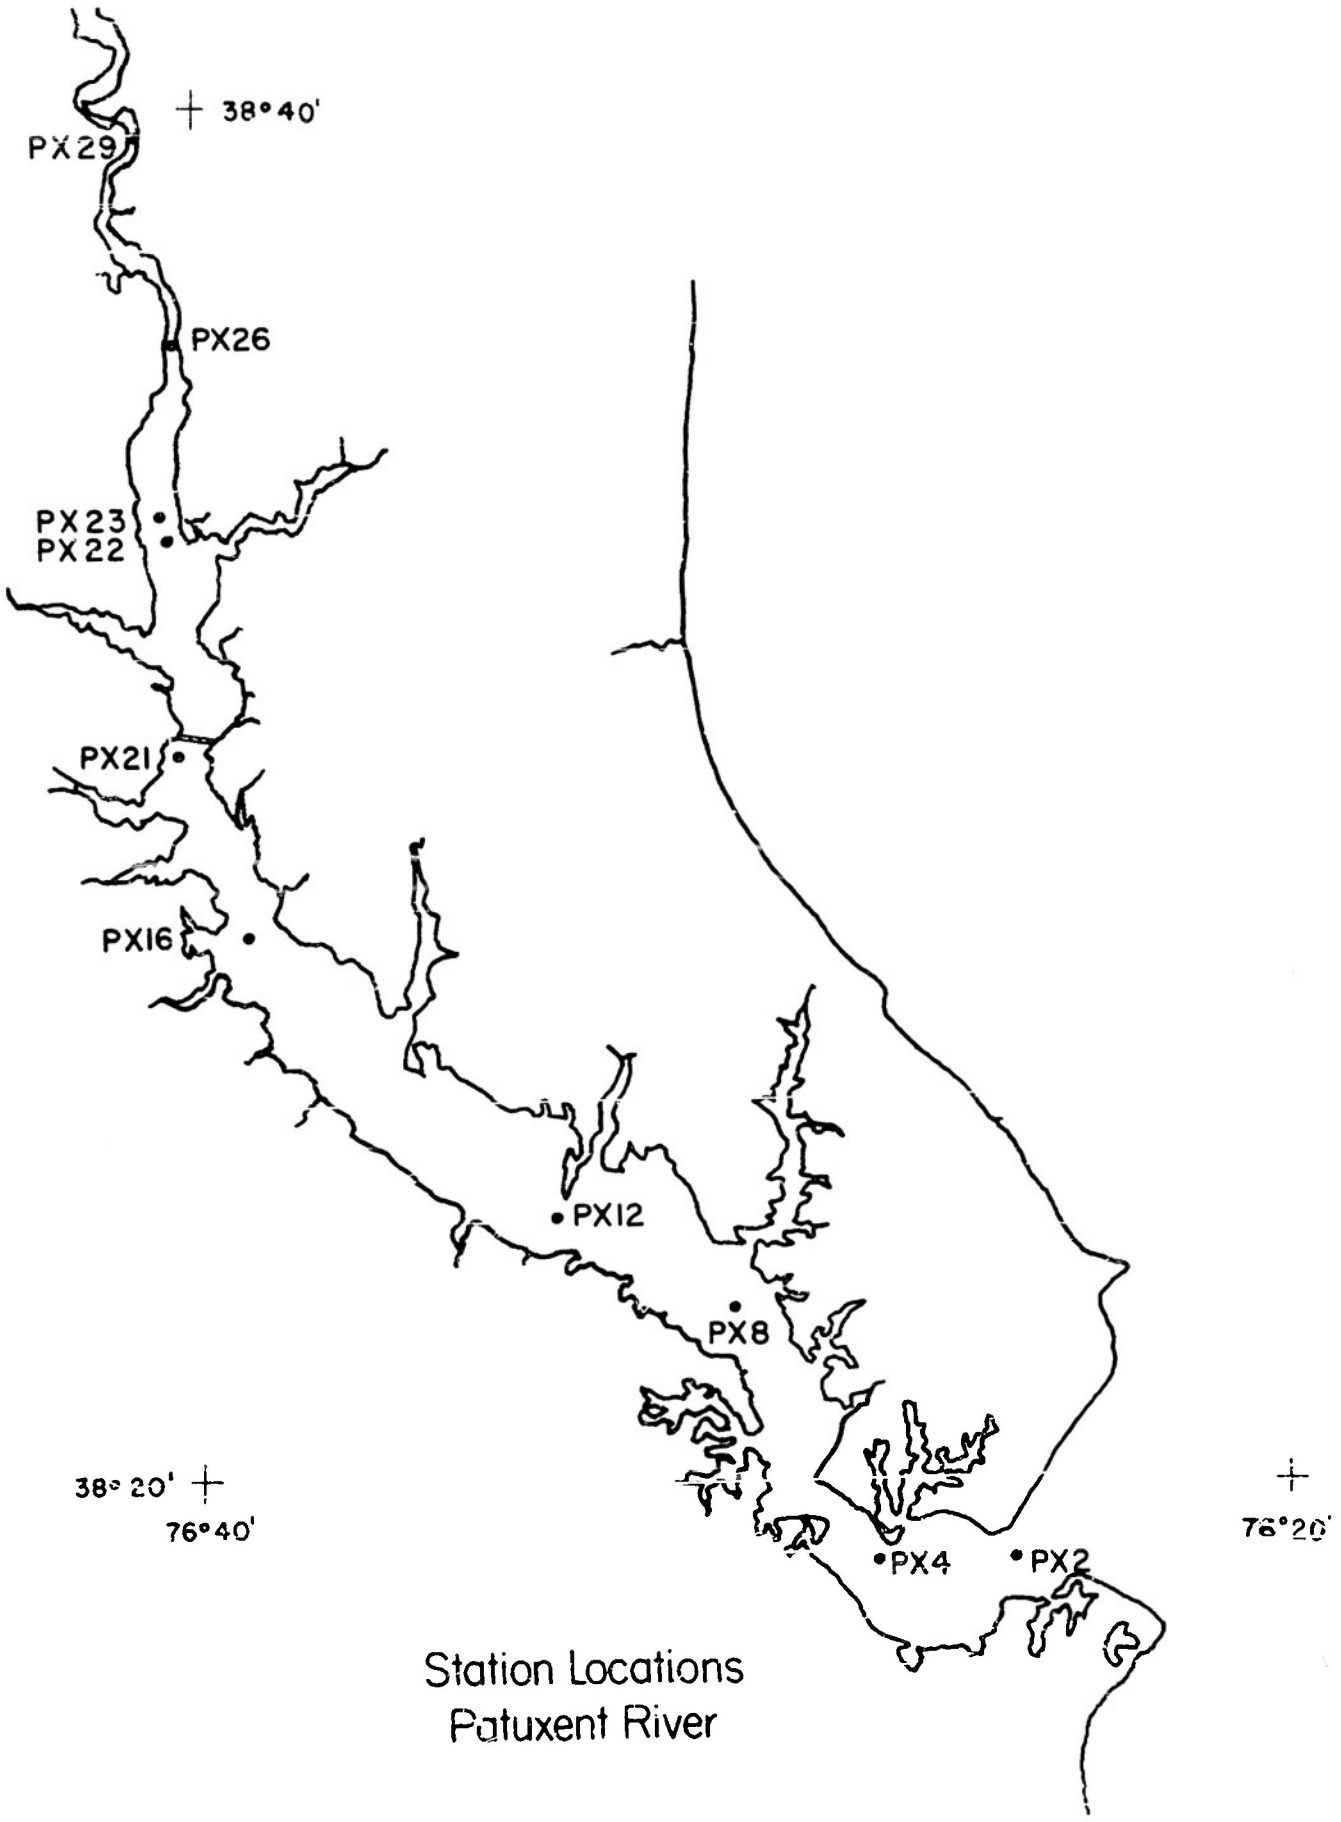 38°40'
PX29
PX26
PX23
PX22
PX21
PX16
PX12
PX8
38°20'
76°40'
76°20'
PX4
PX2
Station Locations
Patuxent River